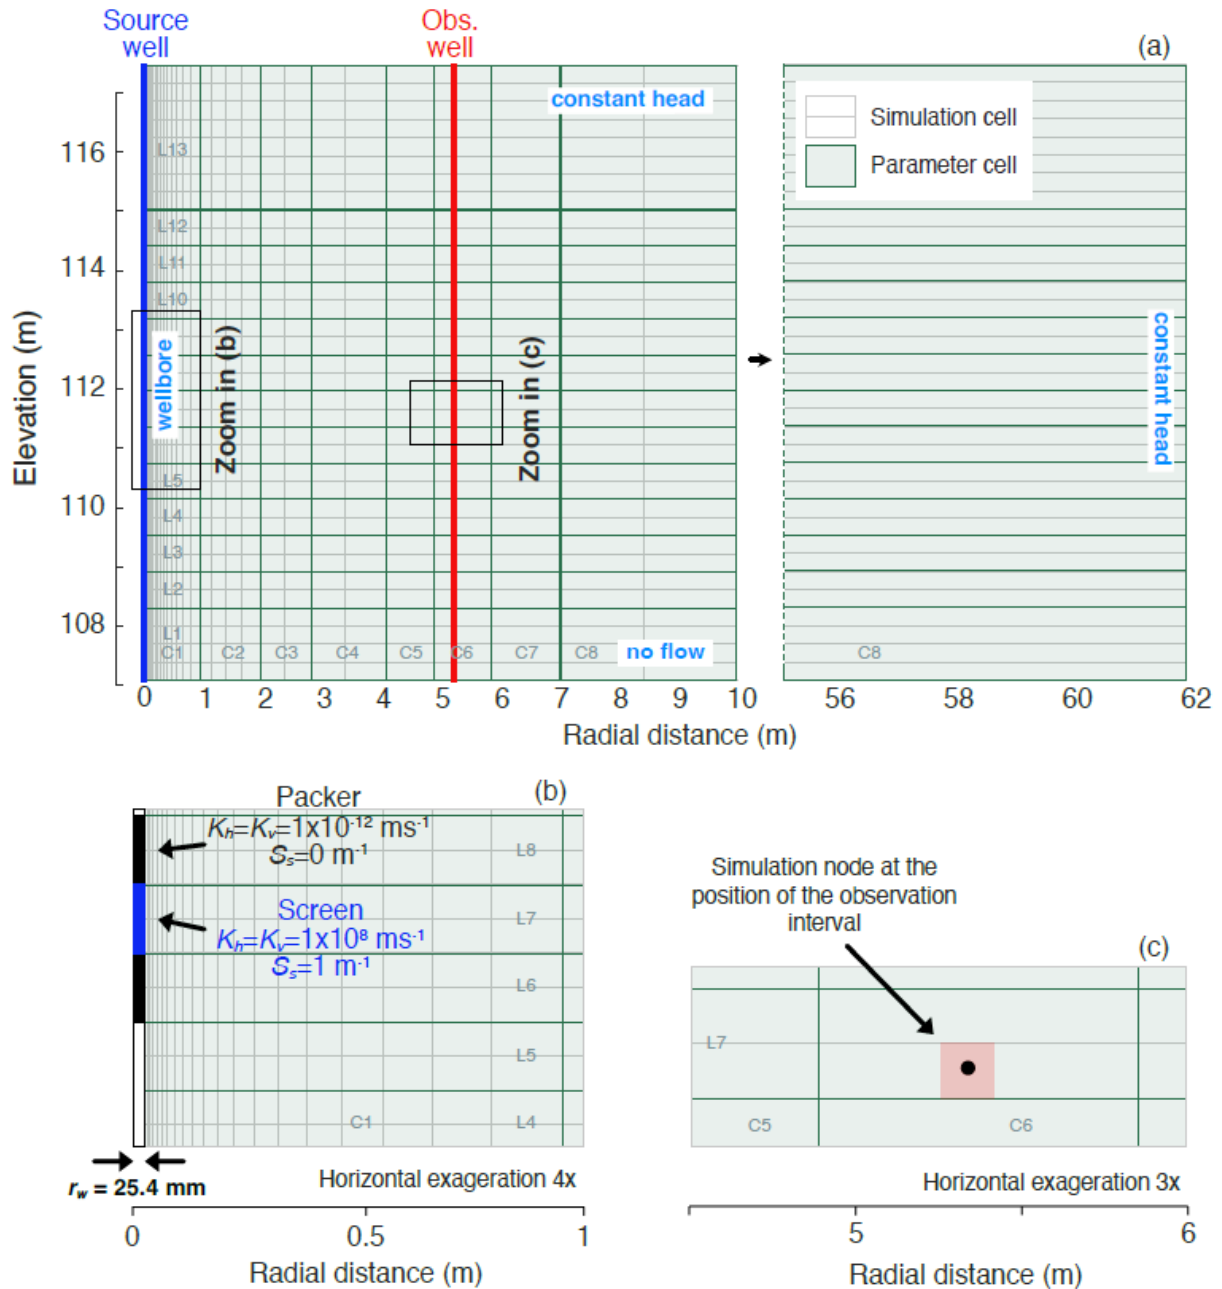 Source
well
Obs.
well
(a)
constant head
Simulation cell
Parameter cell
Elevation (m)
116
114
112
110
108
L13
L12
L11
L10
wellbore
Zoom in (b)
Zoom in (c)
constant head
L5
L4
L3
L2
L1
C1 C2 C3 C4 C5 C6 C7 C8
no flow
C8
0 1 2 3 4 5 6 7 8 9 10
56 58 60 62
Radial distance (m)
Packer
(b)
Kh=Kv=1x10-12 ms-1
Ss=0 m-1
L8
Screen
L7
Kh=Kv=1x108 ms-1
Ss=1 m-1
L6
L5
C1
L4
rw = 25.4 mm
Horizontal exageration 4x
0 0.5 1
Radial distance (m)
Simulation node at the
position of the observation
interval
(c)
L7
C5
C6
Horizontal exageration 3x
5 6
Radial distance (m)